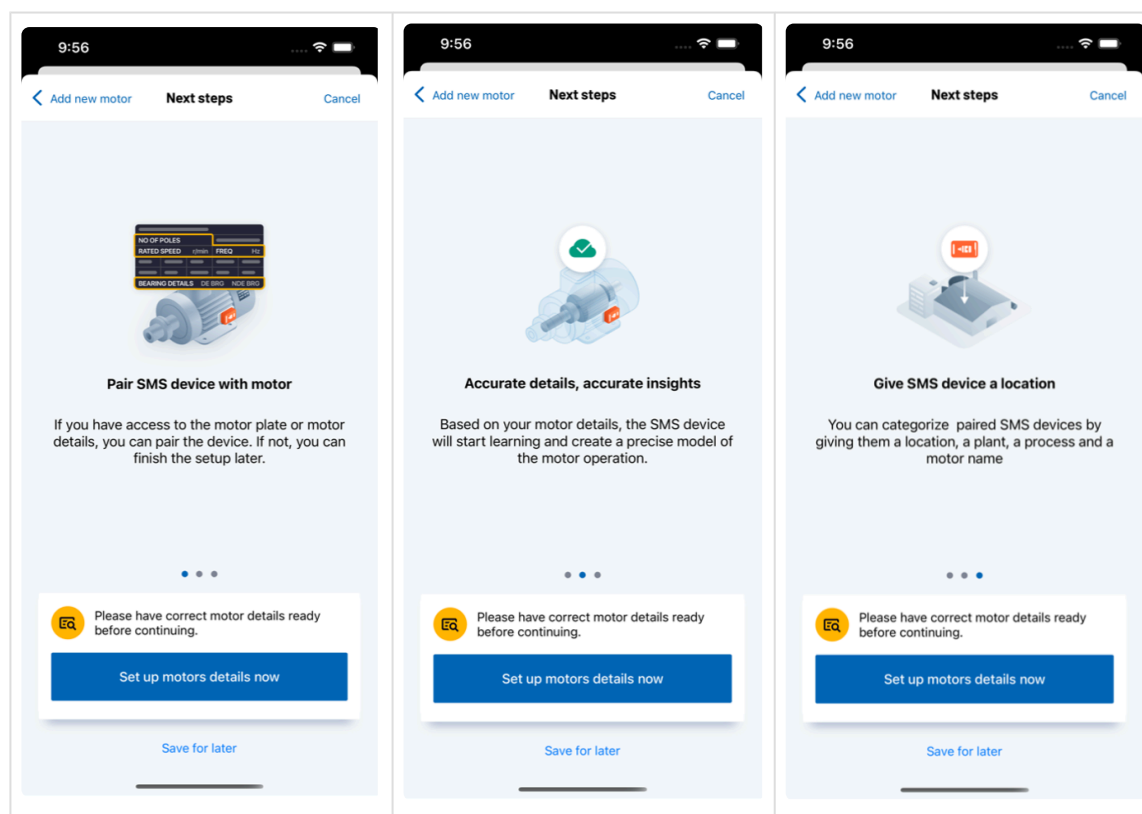 9:56
Add new motor Next steps Cancel
NO OF POLES
RATED SPEED r/min FREQ Hz
BEARING DETAILS DE BRG NDE BRG
Pair SMS device with motor
If you have access to the motor plate or motor
details, you can pair the device. If not, you can
finish the setup later.
Please have correct motor details ready
before continuing.
Set up motors details now
Save for later
9:56
Add new motor Next steps Cancel
Accurate details, accurate insights
Based on your motor details, the SMS device
will start learning and create a precise model of
the motor operation.
Please have correct motor details ready
before continuing.
Set up motors details now
Save for later
9:56
Add new motor Next steps Cancel
Give SMS device a location
You can categorize paired SMS devices by
giving them a location, a plant, a process and a
motor name
Please have correct motor details ready
before continuing.
Set up motors details now
Save for later